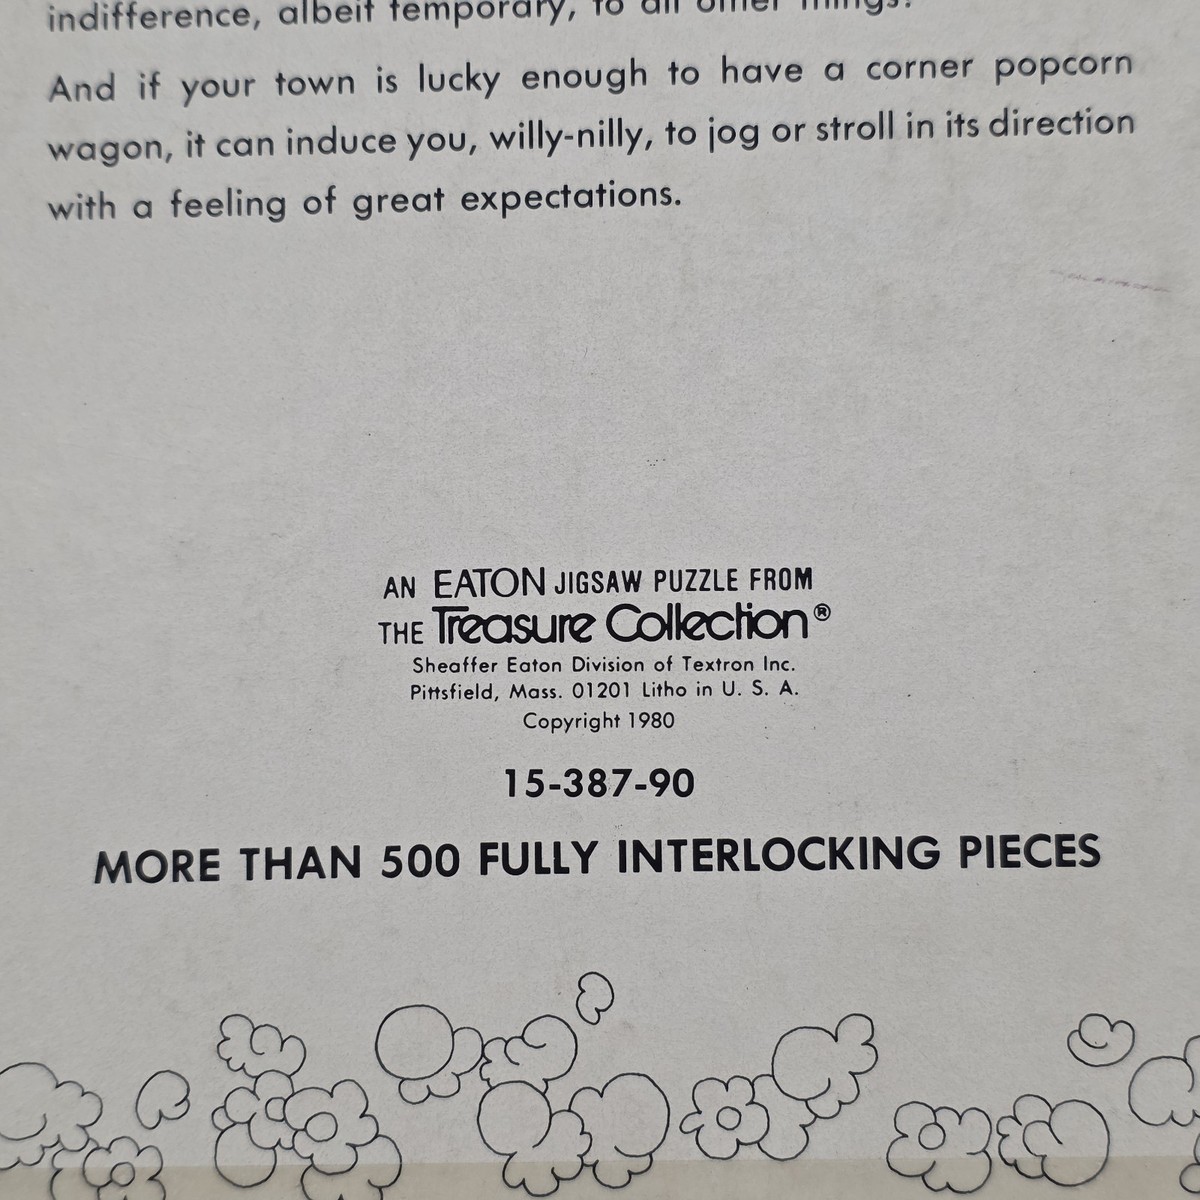 indifference, albeit temporary, to all other things.
And if your town is lucky enough to have a corner popcorn
wagon, it can induce you, willy-nilly, to jog or stroll in its direction
with a feeling of great expectations.
AN EATON JIGSAW PUZZLE FROM
THE Treasure Collection®
Sheaffer Eaton Division of Textron Inc.
Pittsfield, Mass. 01201 Litho in U. S. A.
Copyright 1980
15-387-90
MORE THAN 500 FULLY INTERLOCKING PIECES